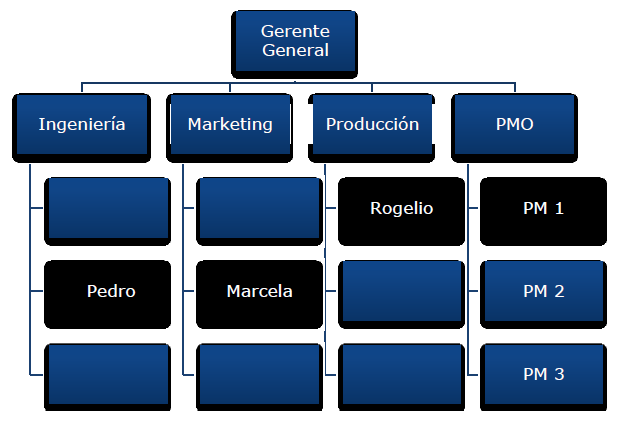 Gerente
General
Ingeniería
Marketing
Producción
PMO
Rogelio
PM 1
Pedro
Marcela
PM 2
PM 3